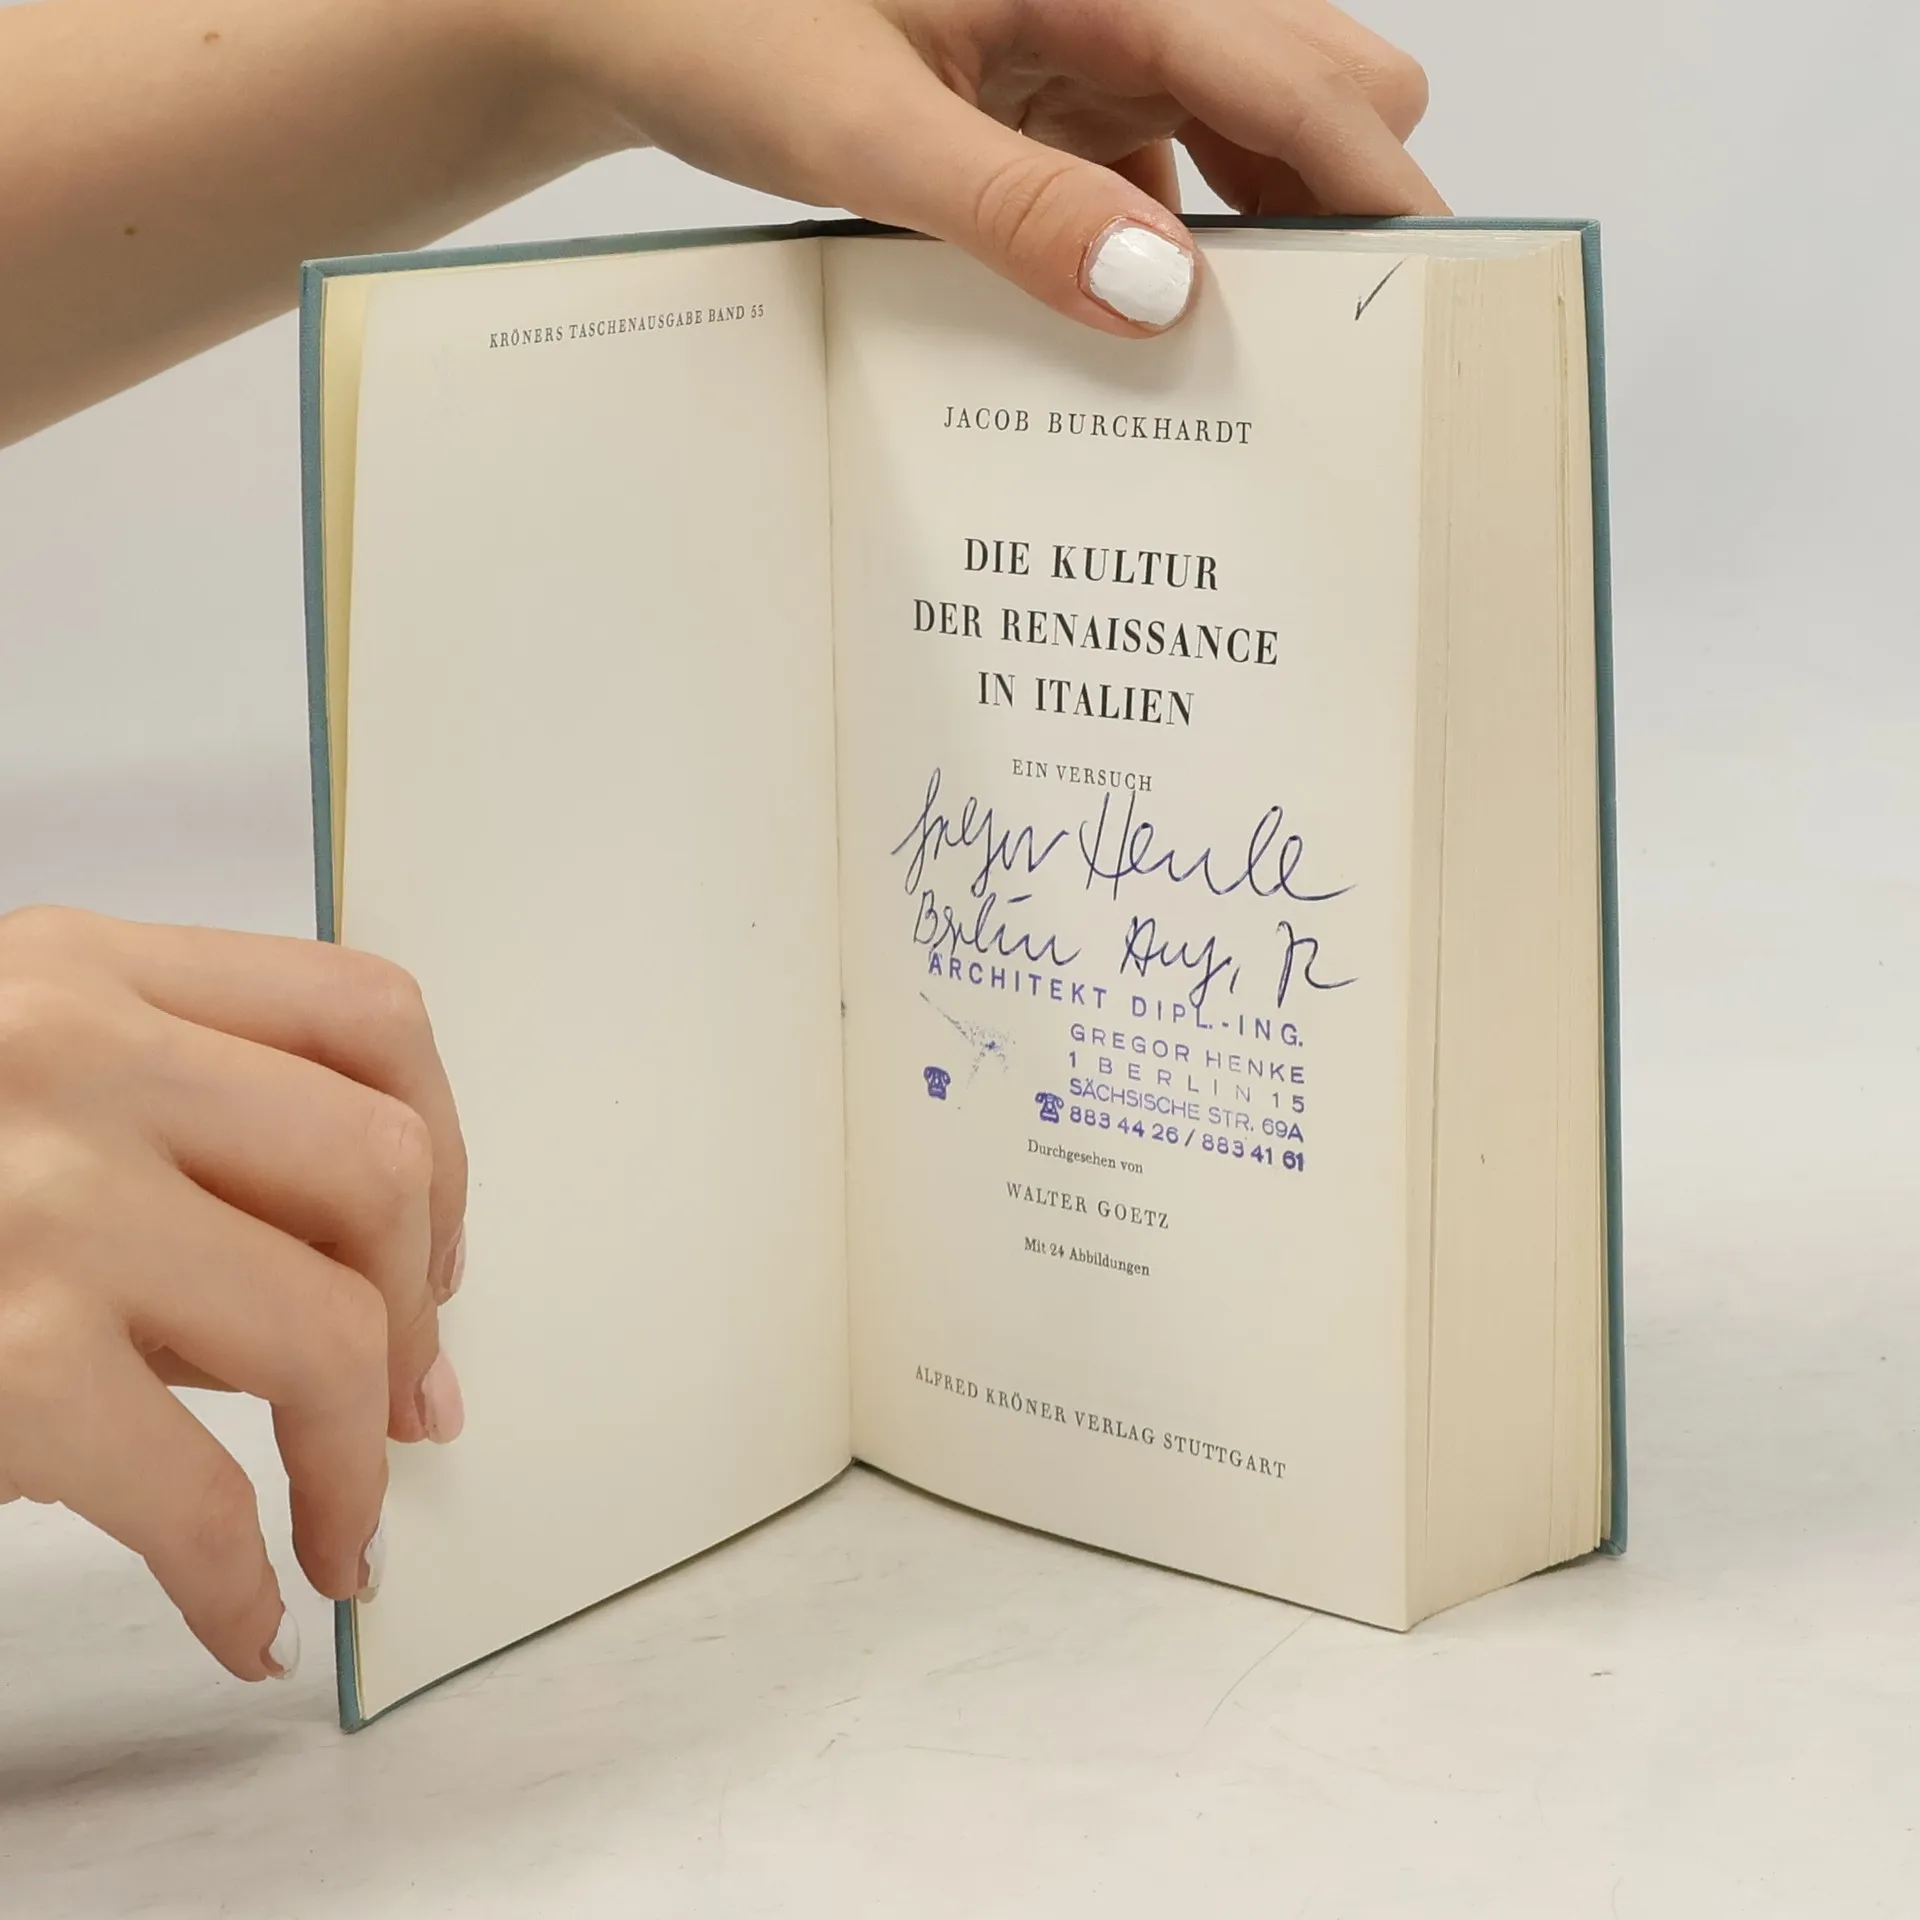 KRÖNERS TASCHENAUSGABE BAND 55
JACOB BURCKHARDT
DIE KULTUR
DER RENAISSANCE
IN ITALIEN
EIN VERSUCH
Gregor Henke
Berlin Aug.
ARCHITEKT DIPL.-ING.
GREGOR HENKE
1 BERLIN 15
SÄCHSISCHE STR. 69A
☎ ☎ 883 44 26 / 883 41 61
Durchgesehen von
WALTER GOETZ
Mit 24 Abbildungen
ALFRED KRÖNER VERLAG STUTTGART